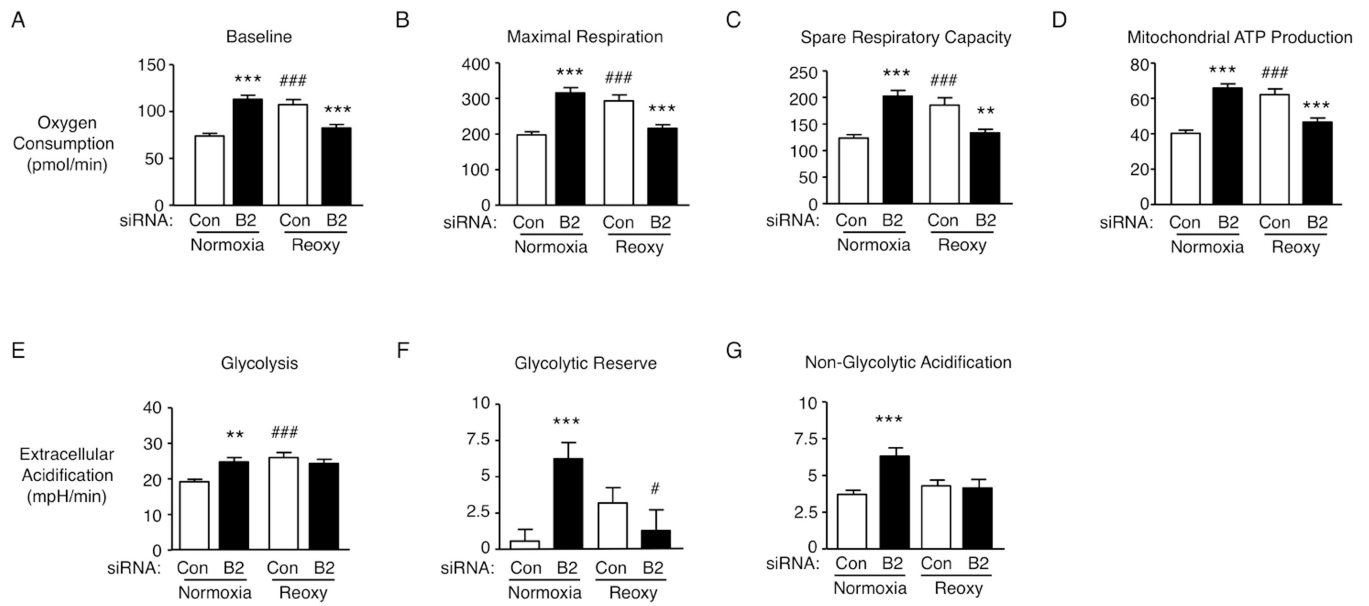 A
Baseline
Oxygen
Consumption
(pmol/min)
150
100
50
0
***
###
***
siRNA: Con B2 Con B2
Normoxia Reoxy
B
Maximal Respiration
400
300
200
100
0
***
###
***
siRNA: Con B2 Con B2
Normoxia Reoxy
C
Spare Respiratory Capacity
250
200
150
100
50
0
***
###
**
siRNA: Con B2 Con B2
Normoxia Reoxy
D
Mitochondrial ATP Production
80
60
40
20
0
***
###
***
siRNA: Con B2 Con B2
Normoxia Reoxy
E
Glycolysis
Extracellular
Acidification
(mpH/min)
40
30
20
10
0
**
###
siRNA: Con B2 Con B2
Normoxia Reoxy
F
Glycolytic Reserve
10
7.5
5
2.5
0
***
#
siRNA: Con B2 Con B2
Normoxia Reoxy
G
Non-Glycolytic Acidification
10
7.5
5
2.5
0
***
siRNA: Con B2 Con B2
Normoxia Reoxy